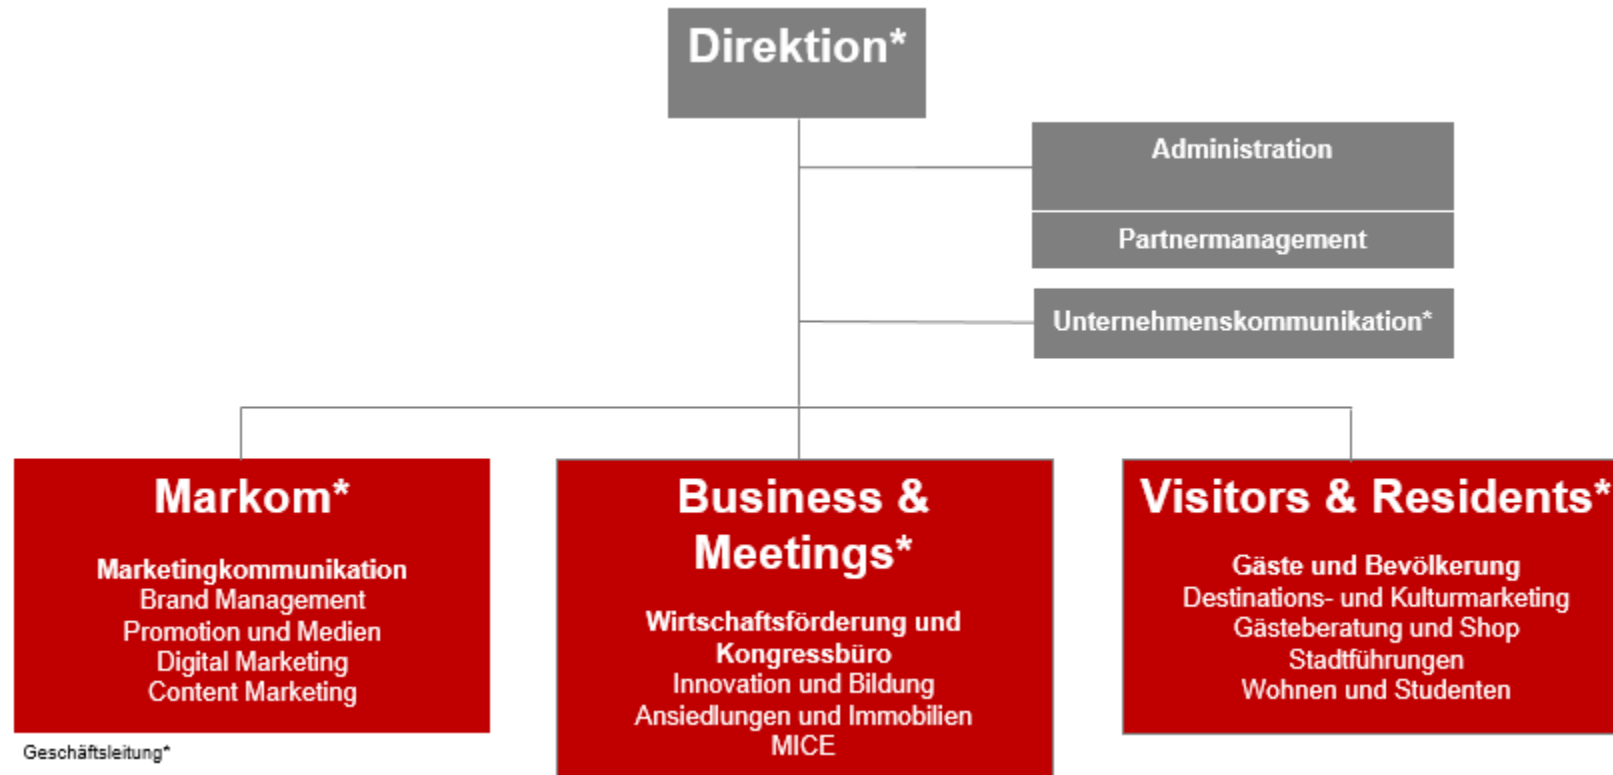 Direktion*
Administration
Partnermanagement
Unternehmenskommunikation*
Markom*
Marketingkommunikation
Brand Management
Promotion und Medien
Digital Marketing
Content Marketing
Business &
Meetings*
Wirtschaftsförderung und
Kongressbüro
Innovation und Bildung
Ansiedlungen und Immobilien
MICE
Visitors & Residents*
Gäste und Bevölkerung
Destinations- und Kulturmarketing
Gästeberatung und Shop
Stadtführungen
Wohnen und Studenten
Geschäftsleitung*